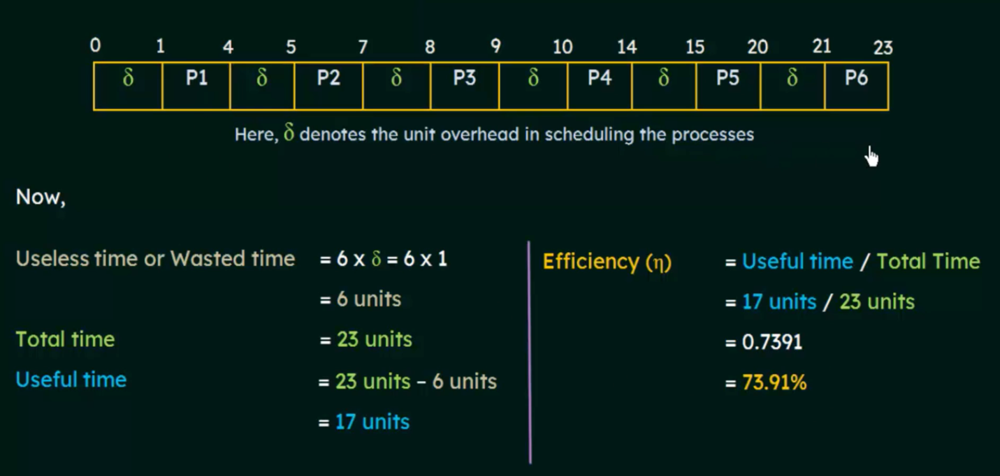 0 1 4 5 7 8 9 10 14 15 20 21 23
δ P1 δ P2 δ P3 δ P4 δ P5 δ P6
Here, δ denotes the unit overhead in scheduling the processes
Now,
Useless time or Wasted time = 6 x δ = 6 x 1
= 6 units
Total time = 23 units
Useful time = 23 units – 6 units
= 17 units
Efficiency (η) = Useful time / Total Time
= 17 units / 23 units
= 0.7391
= 73.91%